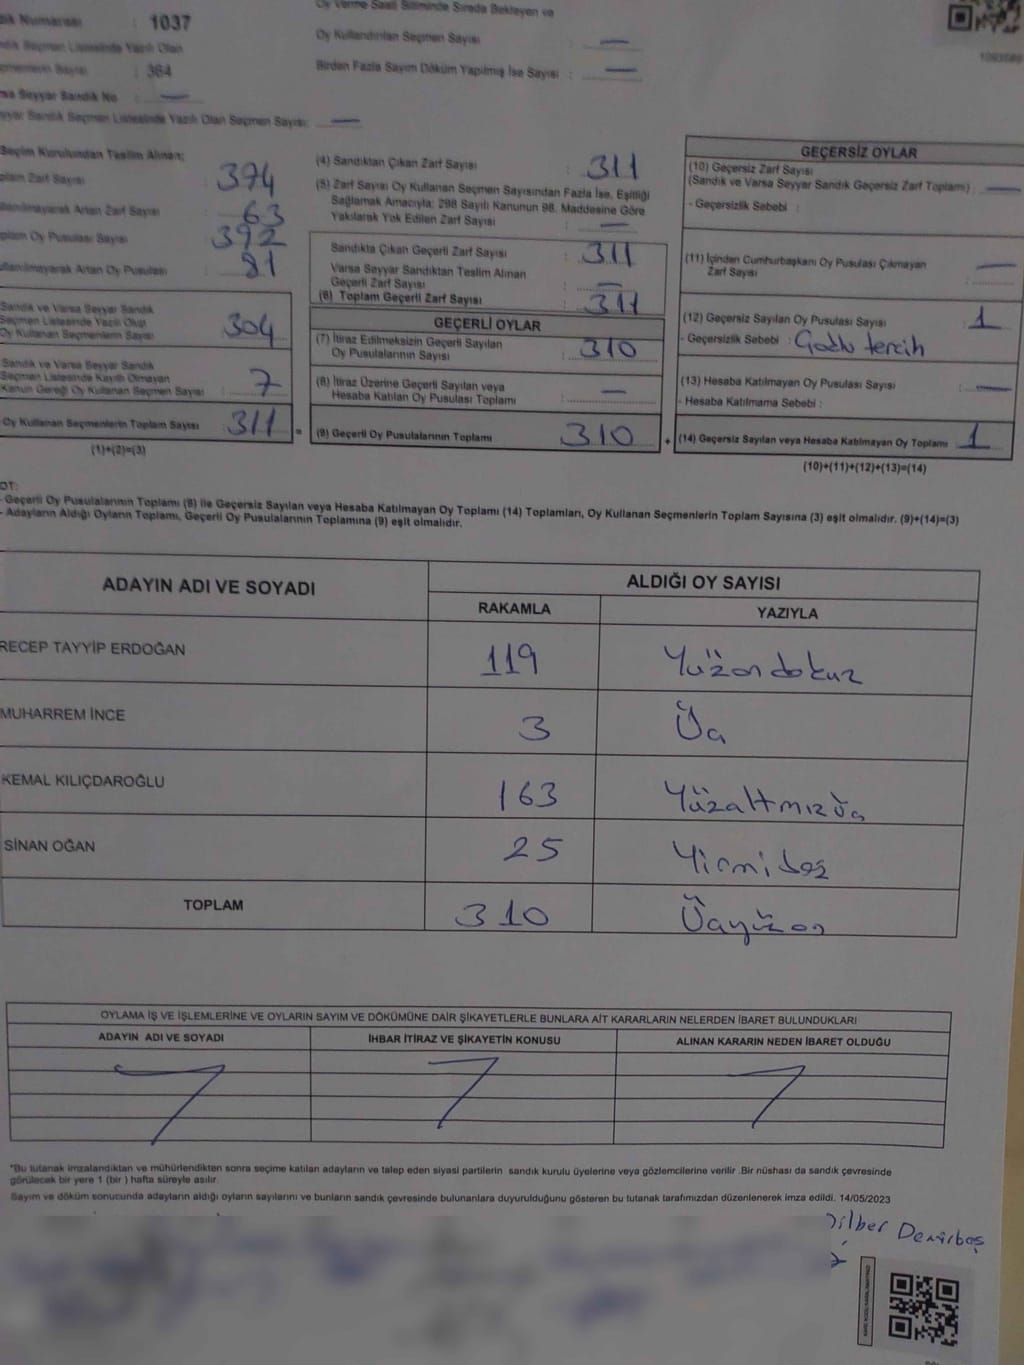 Numarası : 1037
Seçmen Listesinde Yazılı Olan
Sayısı : 364
Seyyar Sandık No : —
Seyyar Sandık Seçmen Listesinde Yazılı Olan Seçmen Sayısı: —
Oy Verme Saati Bitiminde Sırada Bekleyen ve
Oy Kullandırılan Seçmen Sayısı : —
Birden Fazla Sayım Döküm Yapılmış İse Sayısı : —
Seçim Kurulundan Teslim Alınan;
Zarf Sayısı : 374
Artan Zarf Sayısı : 63
Oy Pusulası Sayısı : 392
Artan Oy Pusulası : 81
Sandık ve Varsa Seyyar Sandık
Seçmen Listesinde Yazılı Olup
Oy Kullanan Seçmenlerin Sayısı : 304
Sandık ve Varsa Seyyar Sandık
Seçmen Listesinde Kayıtlı Olmayan
Kanun Gereği Oy Kullanan Seçmen Sayısı : 7
Oy Kullanan Seçmenlerin Toplam Sayısı : 311 =
(1)+(2)=(3)
(4) Sandıktan Çıkan Zarf Sayısı : 311
(5) Zarf Sayısı Oy Kullanan Seçmen Sayısından Fazla İse, Eşitliği
Sağlamak Amacıyla; 298 Sayılı Kanunun 98. Maddesine Göre
Yakılarak Yok Edilen Zarf Sayısı : —
Sandıkta Çıkan Geçerli Zarf Sayısı : 311
Varsa Seyyar Sandıktan Teslim Alınan
Geçerli Zarf Sayısı : —
(6) Toplam Geçerli Zarf Sayısı : 311
GEÇERLİ OYLAR
(7) İtiraz Edilmeksizin Geçerli Sayılan
Oy Pusulalarının Sayısı : 310
(8) İtiraz Üzerine Geçerli Sayılan veya
Hesaba Katılan Oy Pusulası Toplamı : —
(9) Geçerli Oy Pusulalarının Toplamı : 310 +
GEÇERSİZ OYLAR
(10) Geçersiz Zarf Sayısı
(Sandık ve Varsa Seyyar Sandık Geçersiz Zarf Toplamı) : —
- Geçersizlik Sebebi :
(11) İçinden Cumhurbaşkanı Oy Pusulası Çıkmayan
Zarf Sayısı : —
(12) Geçersiz Sayılan Oy Pusulası Sayısı : 1
- Geçersizlik Sebebi : Çoklu tercih
(13) Hesaba Katılmayan Oy Pusulası Sayısı : —
- Hesaba Katılmama Sebebi :
(14) Geçersiz Sayılan veya Hesaba Katılmayan Oy Toplamı 1
(10)+(11)+(12)+(13)=(14)
- Geçerli Oy Pusulalarının Toplamı (9) ile Geçersiz Sayılan veya Hesaba Katılmayan Oy Toplamı (14) Toplamları, Oy Kullanan Seçmenlerin Toplam Sayısına (3) eşit olmalıdır. (9)+(14)=(3)
- Adayların Aldığı Oyların Toplamı, Geçerli Oy Pusulalarının Toplamına (9) eşit olmalıdır.
ADAYIN ADI VE SOYADI
ALDIĞI OY SAYISI
RAKAMLA YAZIYLA
RECEP TAYYİP ERDOĞAN 119 Yüzondokuz
MUHARREM İNCE 3 Üç
KEMAL KILIÇDAROĞLU 163 Yüzaltmışüç
SİNAN OĞAN 25 Yirmibeş
TOPLAM 310 Üçyüzon
OYLAMA İŞ VE İŞLEMLERİNE VE OYLARIN SAYIM VE DÖKÜMÜNE DAİR ŞİKAYETLERLE BUNLARA AİT KARARLARIN NELERDEN İBARET BULUNDUKLARI
ADAYIN ADI VE SOYADI İHBAR İTİRAZ VE ŞİKAYETİN KONUSU ALINAN KARARIN NEDEN İBARET OLDUĞU
*Bu tutanak imzalandıktan ve mühürlendikten sonra seçime katılan adayların ve talep eden siyasi partilerin sandık kurulu üyelerine veya gözlemcilerine verilir .Bir nüshası da sandık çevresinde
görülecek bir yere 1 (bir ) hafta süreyle asılır.
Sayım ve döküm sonucunda adayların aldığı oyların sayılarını ve bunların sandık çevresinde bulunanlara duyurulduğunu gösteren bu tutanak tarafımızdan düzenlenerek imza edildi. 14/05/2023
Dilber Demirbaş